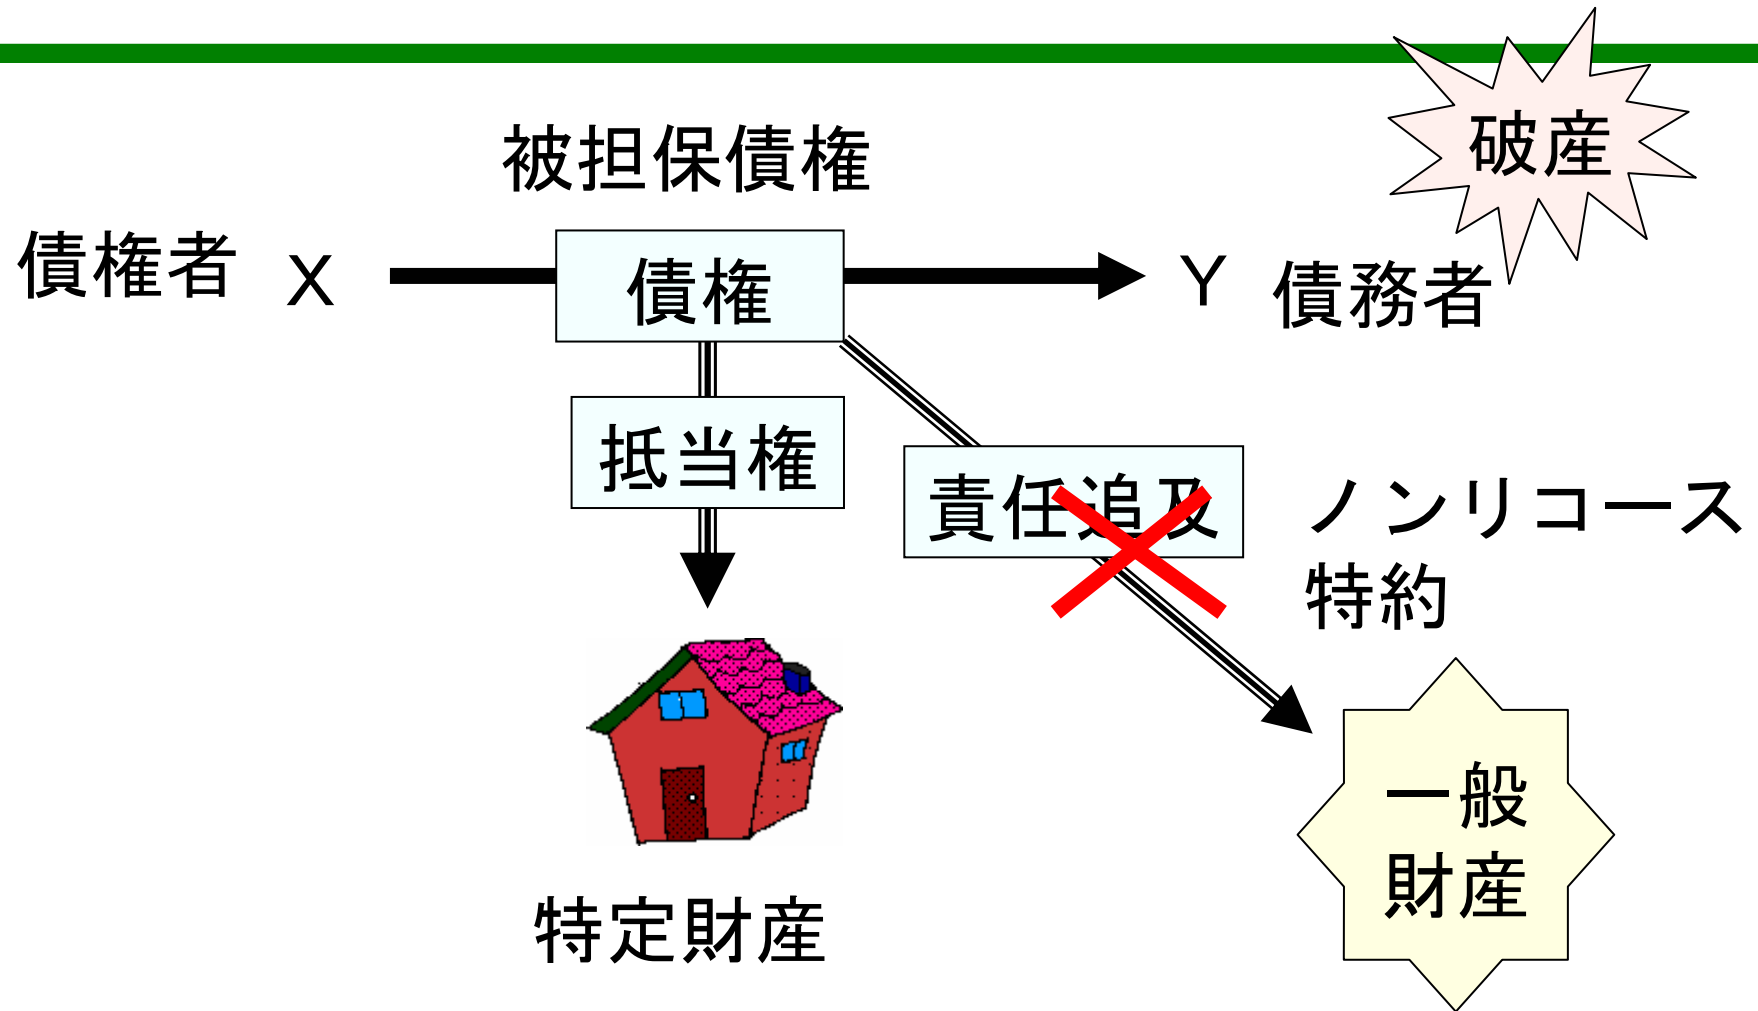 破産
被担保債権
債権者 X 債権 Y 債務者
抵当権
責任追及
ノンリコース
特約
一般
財産
特定財産